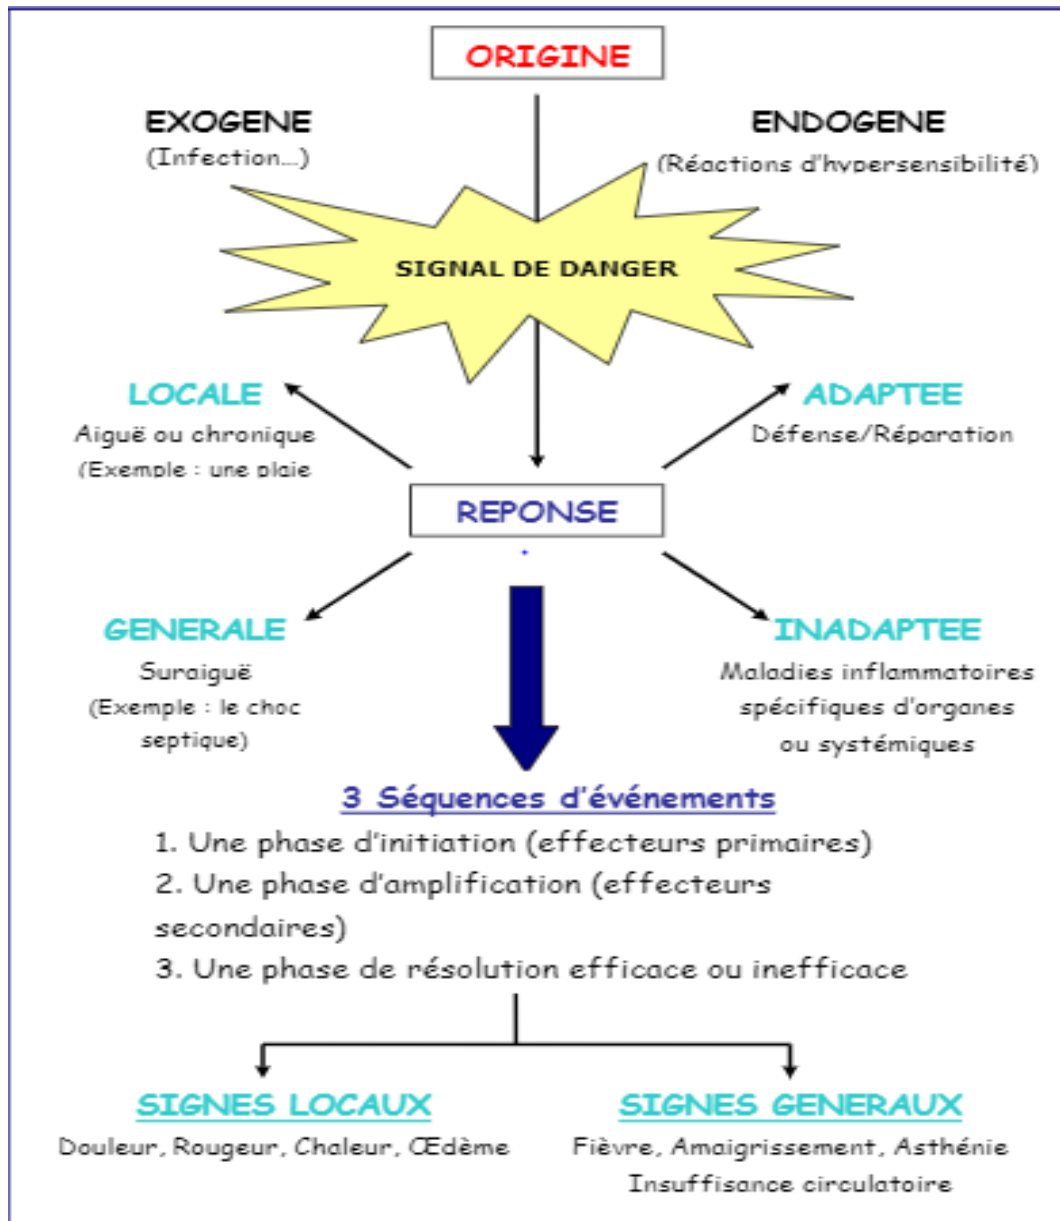 ORIGINE
EXOGENE
(Infection…)
ENDOGENE
(Réactions d'hypersensibilité)
SIGNAL DE DANGER
LOCALE
Aiguë ou chronique
(Exemple : une plaie
ADAPTEE
Défense/Réparation
REPONSE
GENERALE
Suraiguë
(Exemple : le choc
septique)
INADAPTEE
Maladies inflammatoires
spécifiques d'organes
ou systémiques
3 Séquences d'événements
1. Une phase d'initiation (effecteurs primaires)
2. Une phase d'amplification (effecteurs
secondaires)
3. Une phase de résolution efficace ou inefficace
SIGNES LOCAUX
Douleur, Rougeur, Chaleur, Œdème
SIGNES GENERAUX
Fièvre, Amaigrissement, Asthénie
Insuffisance circulatoire